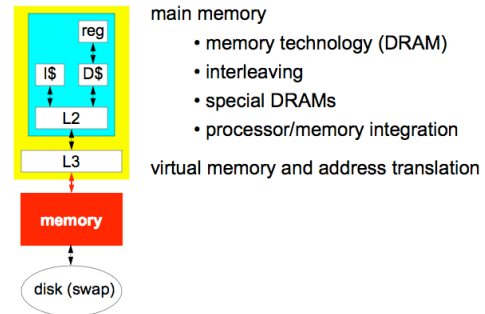 reg
I$ D$
L2
L3
memory
disk (swap)
main memory
• memory technology (DRAM)
• interleaving
• special DRAMs
• processor/memory integration
virtual memory and address translation